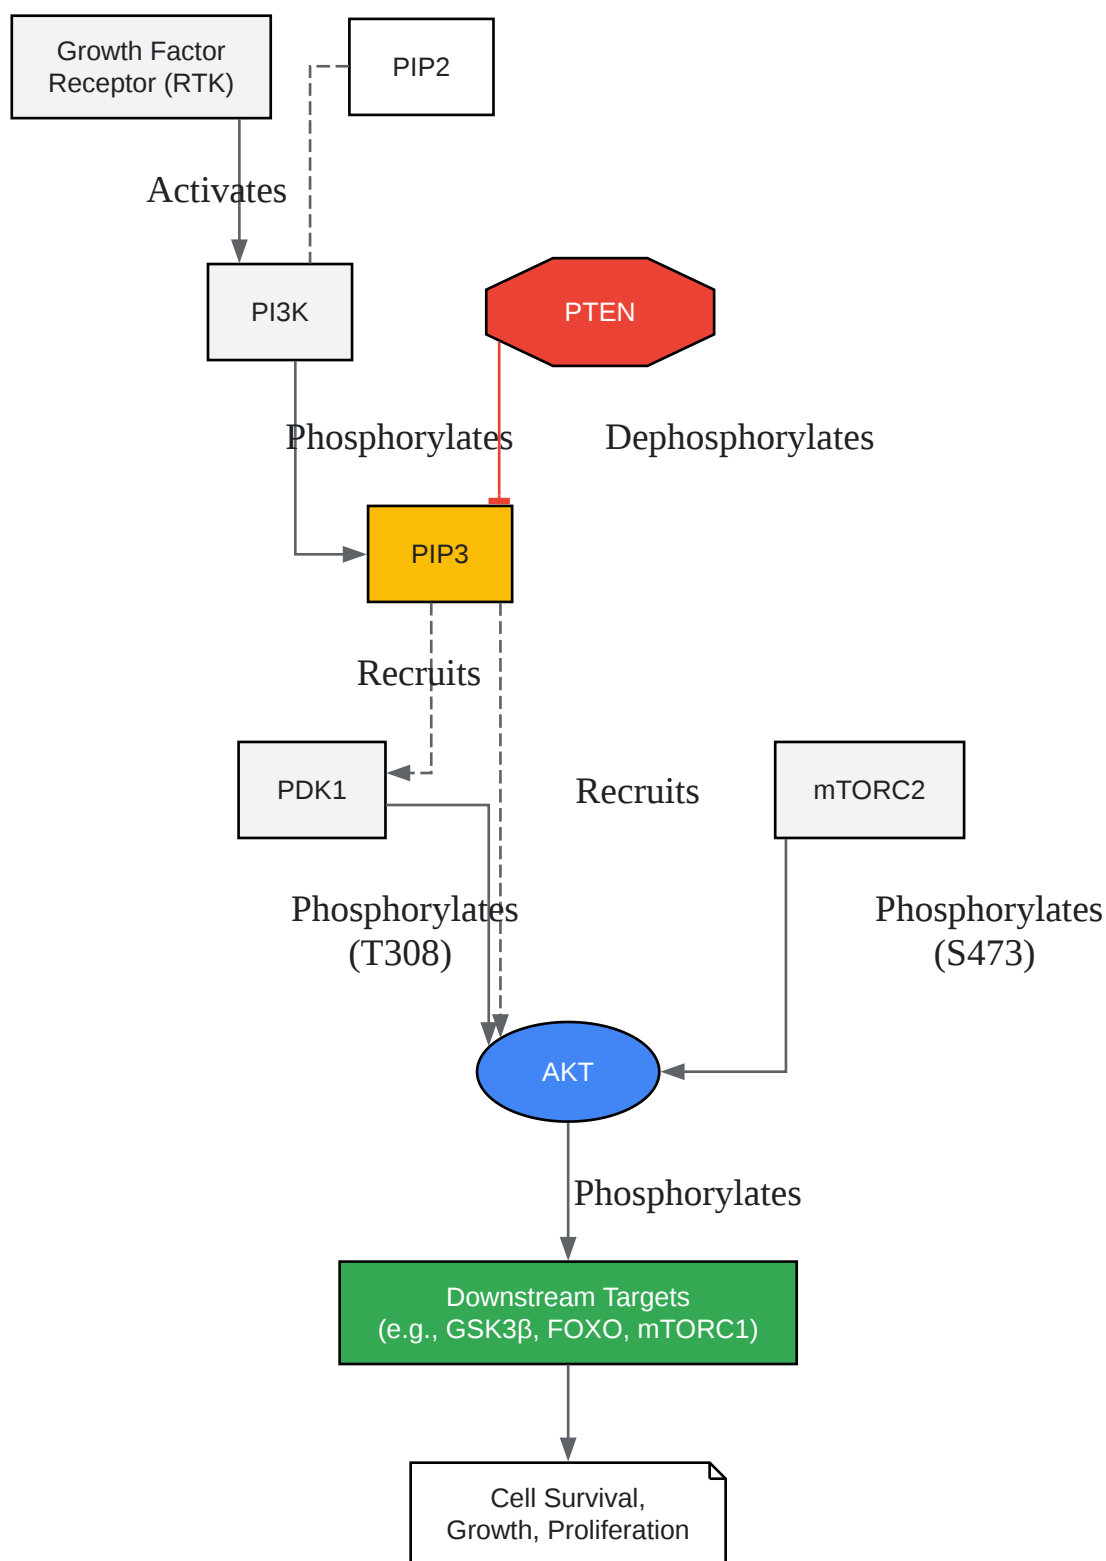 Growth Factor
Receptor (RTK)
PIP2
Activates
PI3K
PTEN
Phosphorylates
Dephosphorylates
PIP3
Recruits
PDK1
Recruits
mTORC2
Phosphorylates
(T308)
Phosphorylates
(S473)
AKT
Phosphorylates
Downstream Targets
(e.g., GSK3β, FOXO, mTORC1)
Cell Survival,
Growth, Proliferation